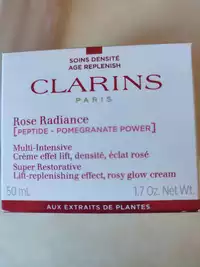 SOINS DENSITÉ
AGE REPLENISH
CLARINS
PARIS
Rose Radiance
[PEPTIDE - POMEGRANATE POWER]
Multi-Intensive
Crème effet lift, densité, éclat rosé
Super Restorative
Lift-replenishing effect, rosy glow cream
50 mL 1.7 Oz. Net Wt.
AUX EXTRAITS DE PLANTES